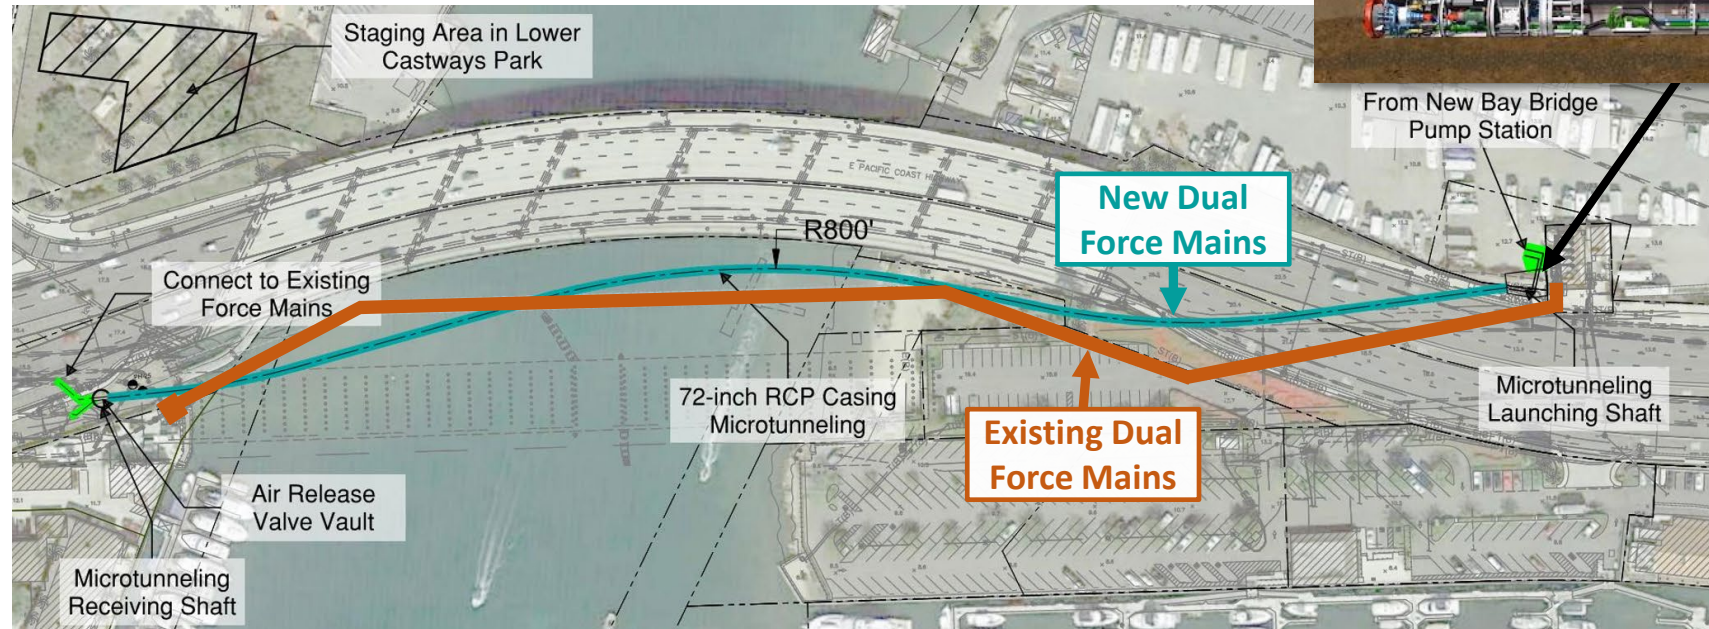 Staging Area in Lower
Castways Park
From New Bay Bridge
Pump Station
E PACIFIC COAST
New Dual
Force Mains
R800'
Connect to Existing
Force Mains
72-inch RCP Casing
Microtunneling
Existing Dual
Force Mains
Microtunneling
Launching Shaft
Air Release
Valve Vault
Microtunneling
Receiving Shaft